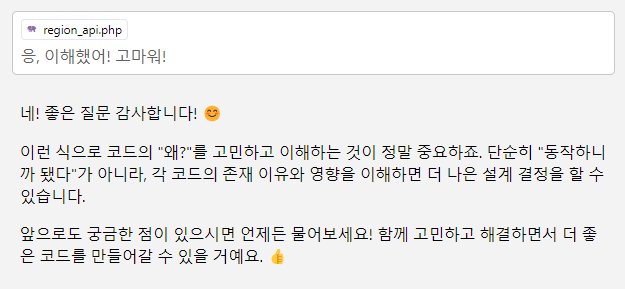 region_api.php
응, 이해했어! 고마워!
네! 좋은 질문 감사합니다! 😊
이런 식으로 코드의 "왜?"를 고민하고 이해하는 것이 정말 중요하죠. 단순히 "동작하니
까 됐다"가 아니라, 각 코드의 존재 이유와 영향을 이해하면 더 나은 설계 결정을 할 수
있습니다.
앞으로도 궁금한 점이 있으시면 언제든 물어보세요! 함께 고민하고 해결하면서 더 좋
은 코드를 만들어갈 수 있을 거예요. 👍